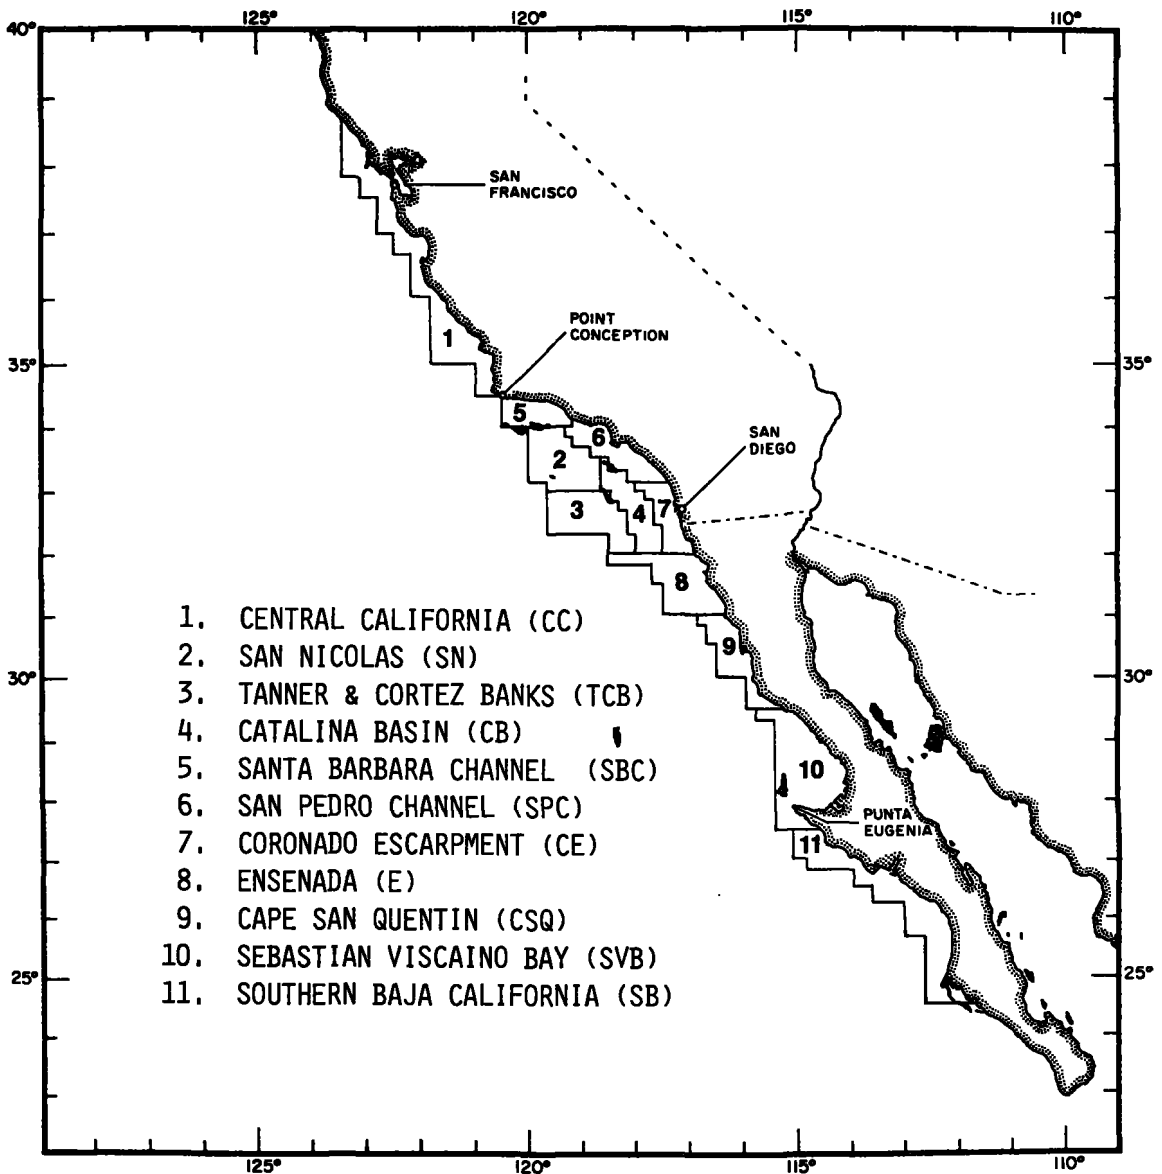 125° 120° 115° 110°
40°
SAN
FRANCISCO
POINT
CONCEPTION
35° 35°
SAN
DIEGO
1
5
6
2
3
4
7
8
9
10
11
30° 30°
PUNTA
EUGENIA
25° 25°
1. CENTRAL CALIFORNIA (CC)
2. SAN NICOLAS (SN)
3. TANNER & CORTEZ BANKS (TCB)
4. CATALINA BASIN (CB)
5. SANTA BARBARA CHANNEL (SBC)
6. SAN PEDRO CHANNEL (SPC)
7. CORONADO ESCARPMENT (CE)
8. ENSENADA (E)
9. CAPE SAN QUENTIN (CSQ)
10. SEBASTIAN VISCAINO BAY (SVB)
11. SOUTHERN BAJA CALIFORNIA (SB)
125° 120° 115° 110°